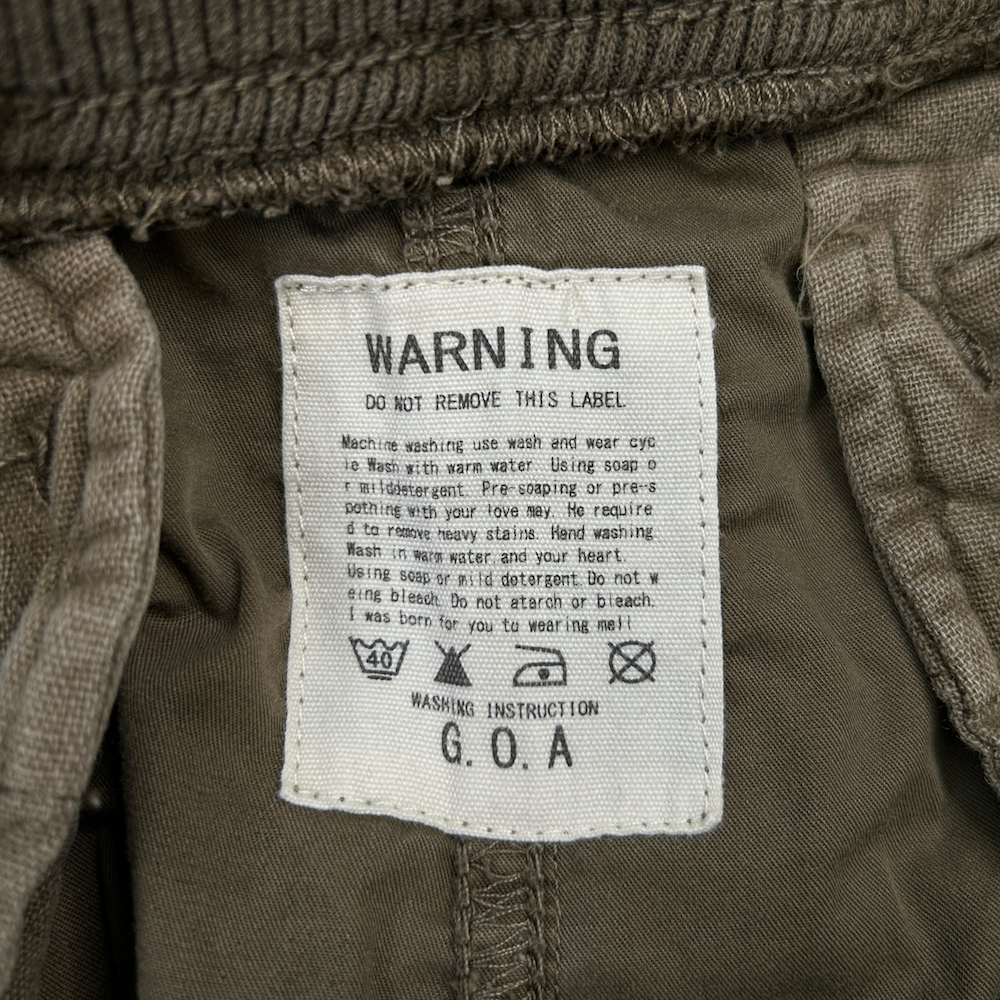 WARNING
DO NOT REMOVE THIS LABEL
Machine washing use wash and wear cyc
le Wash with warm water. Using soap o
r milddetergent. Pre-soaping or pre-s
pothing with your love may. He require
d to remove heavy stains. Hand washing.
Wash in warm water, and your heart.
Using soap or mild detergent. Do not w
eing bleach. Do not atarch or bleach.
I was born for you to wearing mell
40
WASHING INSTRUCTION
G.O.A